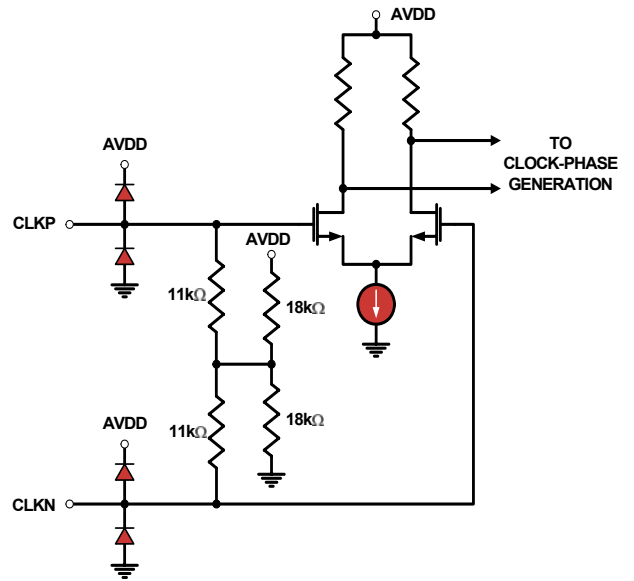 AVDD
TO
CLOCK-PHASE
GENERATION
AVDD
CLKP
AVDD
11kΩ
18kΩ
11kΩ
18kΩ
AVDD
CLKN